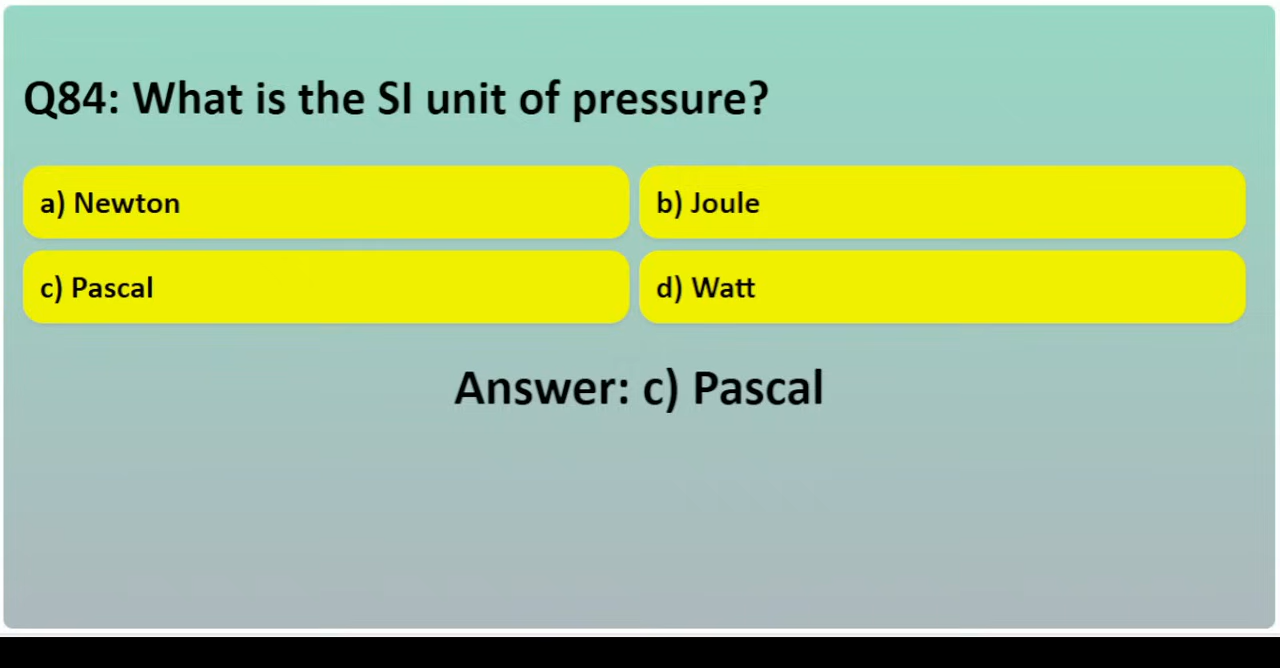 Q84: What is the SI unit of pressure?
a) Newton
b) Joule
c) Pascal
d) Watt
Answer: c) Pascal